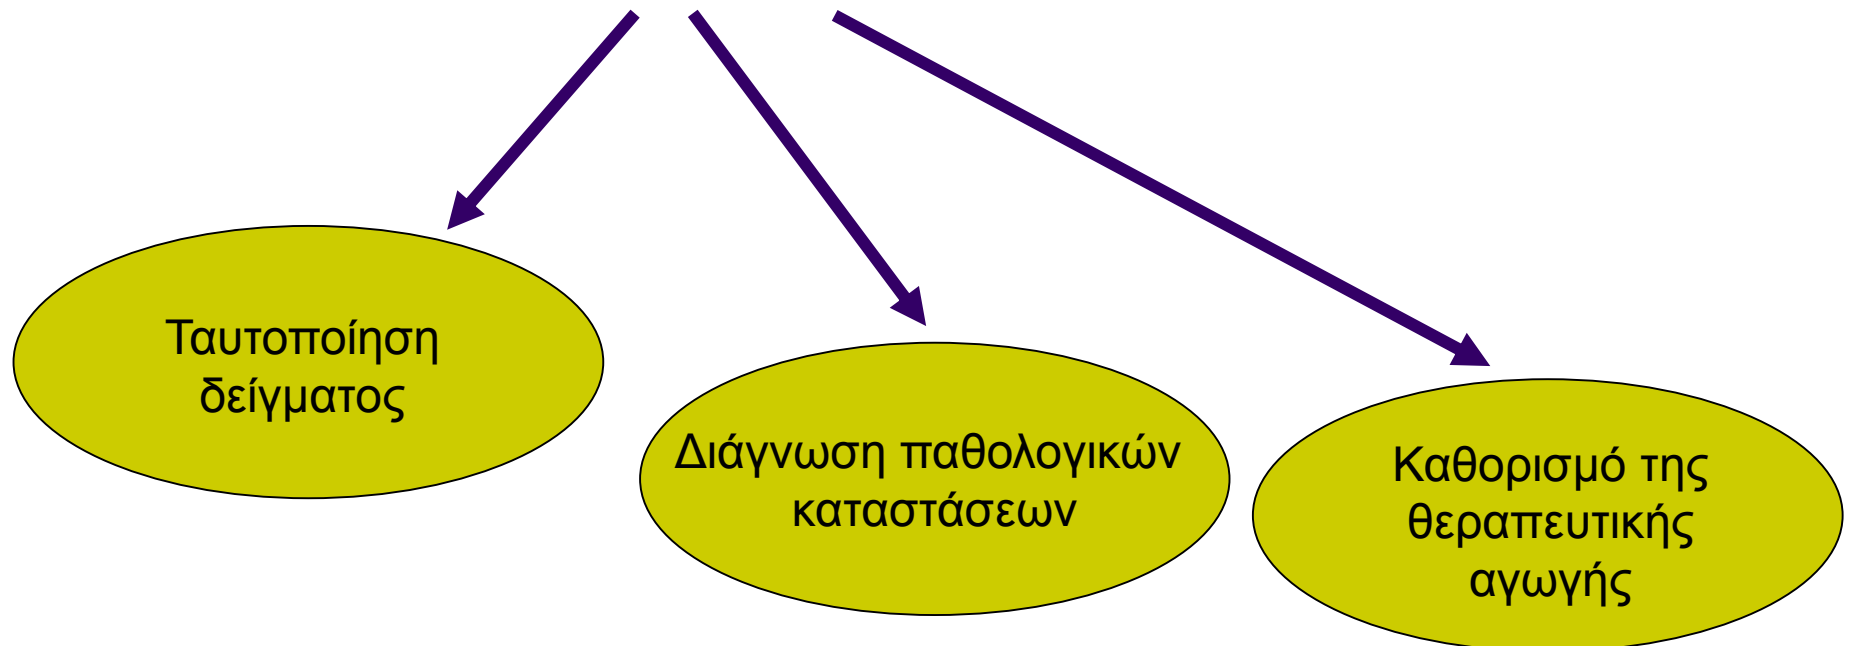 Ταυτοποίηση
δείγματος
Διάγνωση παθολογικών
καταστάσεων
Καθορισμό της
θεραπευτικής
αγωγής